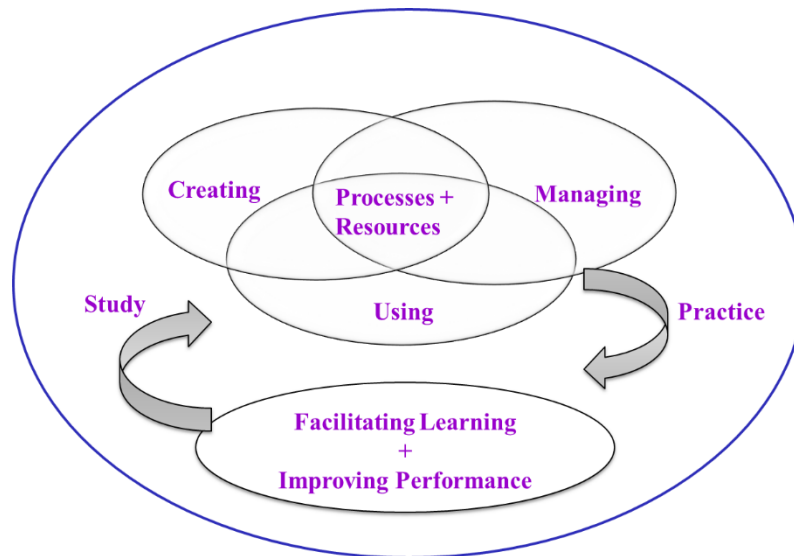 Creating
Processes +
Resources
Managing
Using
Study
Practice
Facilitating Learning
+
Improving Performance